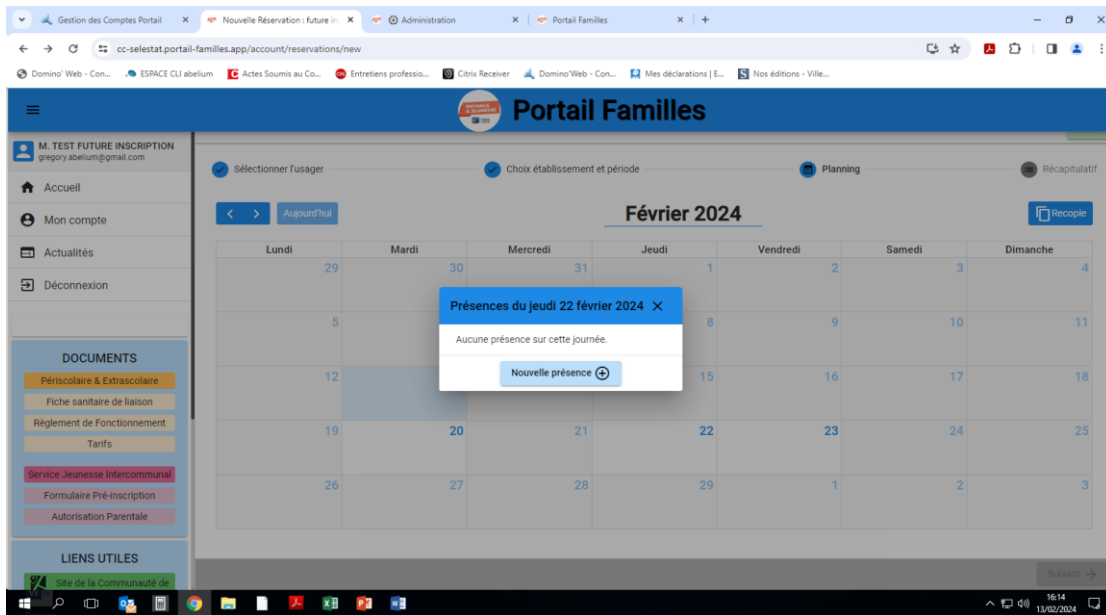 Gestion des Comptes Portail
Nouvelle Réservation : future in
Administration
Portail Familles
cc-selestat.portail-familles.app/account/reservations/new
Domino' Web - Con...
ESPACE CLI abelium
Actes Soumis au Co...
Entretiens professio...
Citrix Receiver
Domino'Web - Con...
Mes déclarations | E...
Nos éditions - Ville...
Portail Familles
M. TEST FUTURE INSCRIPTION
gregory.abelium@gmail.com
Accueil
Mon compte
Actualités
Déconnexion
DOCUMENTS
Périscolaire & Extrascolaire
Fiche sanitaire de liaison
Règlement de Fonctionnement
Tarifs
Service Jeunesse Intercommunal
Formulaire Pré-inscription
Autorisation Parentale
LIENS UTILES
Site de la Communauté de
Sélectionner l'usager
Choix établissement et période
Planning
Récapitulatif
Aujourd'hui
Février 2024
Recopie
Lundi Mardi Mercredi Jeudi Vendredi Samedi Dimanche
29 30 31 1 2 3 4
5 8 9 10 11
12 15 16 17 18
19 20 21 22 23 24 25
26 27 28 29 1 2 3
Présences du jeudi 22 février 2024
Aucune présence sur cette journée.
Nouvelle présence
Suivant
16:14
13/02/2024